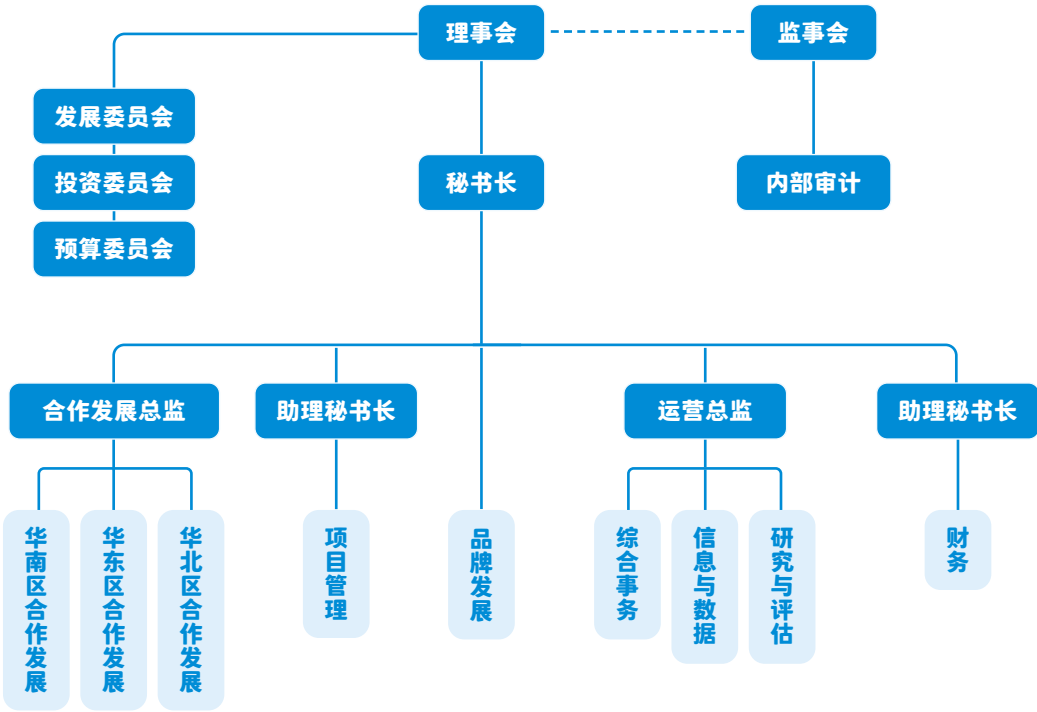 理事会
监事会
发展委员会
投资委员会
预算委员会
秘书长
内部审计
合作发展总监
助理秘书长
运营总监
助理秘书长
华南区合作发展
华东区合作发展
华北区合作发展
项目管理
品牌发展
综合事务
信息与数据
研究与评估
财务